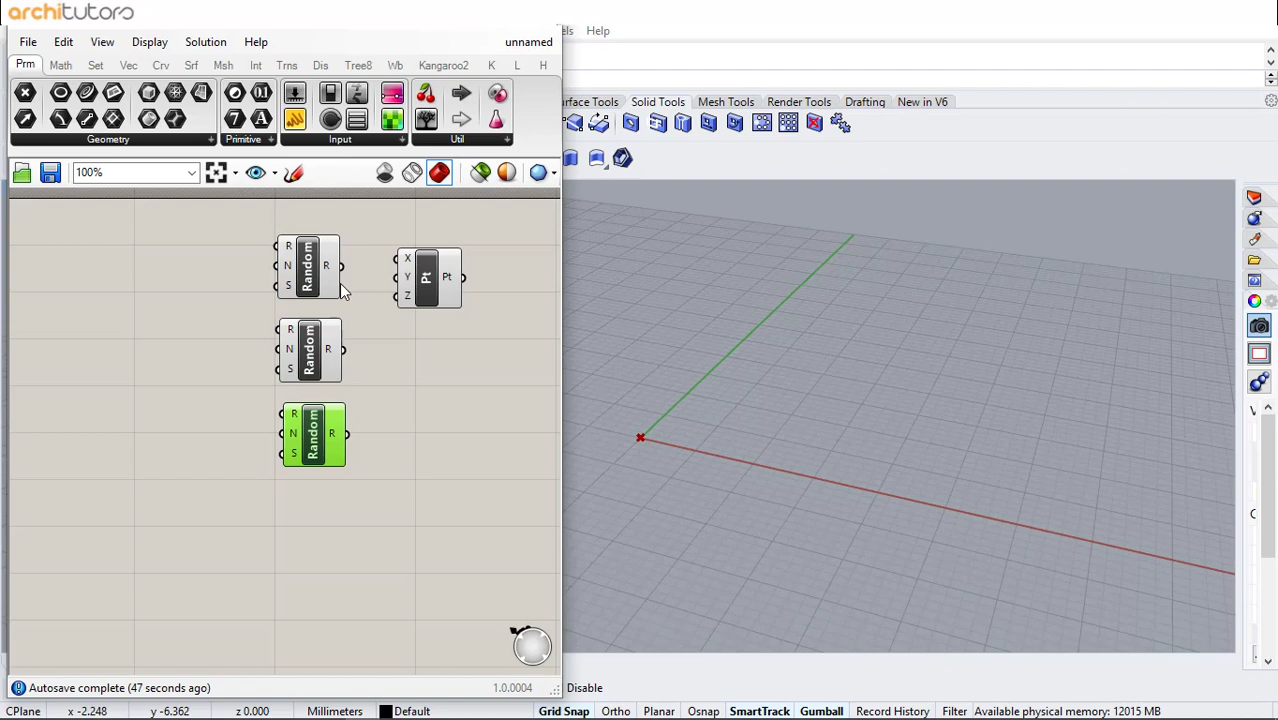 architutors
els Help
File Edit View Display Solution Help unnamed
Prm Math Set Vec Crv Srf Msh Int Trns Dis Tree8 Wb Kangaroo2 K L H
urface Tools Solid Tools Mesh Tools Render Tools Drafting New in V6
Geometry Primitive Input Util
100%
R N S Random R
X Y Z Pt Pt
R N S Random R
R N S Random R
Autosave complete (47 seconds ago) 1.0.0004
Disable
CPlane x -2.248 y -6.362 z 0.000 Millimeters Default Grid Snap Ortho Planar Osnap SmartTrack Gumball Record History Filter Available physical memory: 12015 MB